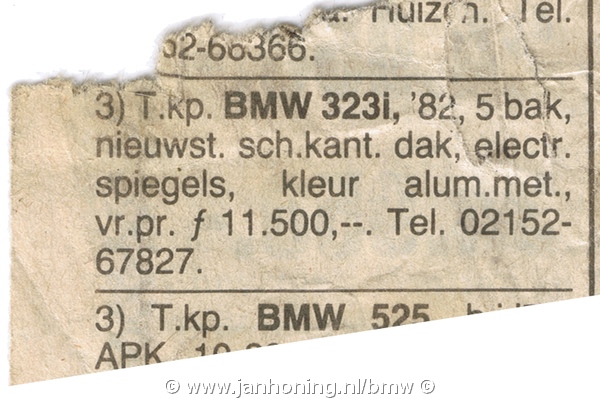 Huizen. Tel.
52-66366.
3) T.kp. BMW 323i, '82, 5 bak,
nieuwst. sch.kant. dak, electr.
spiegels, kleur alum.met.,
vr.pr. ƒ 11.500,--. Tel. 02152-
67827.
3) T.kp. BMW 525,
APK
© www.janhoning.nl/bmw ©